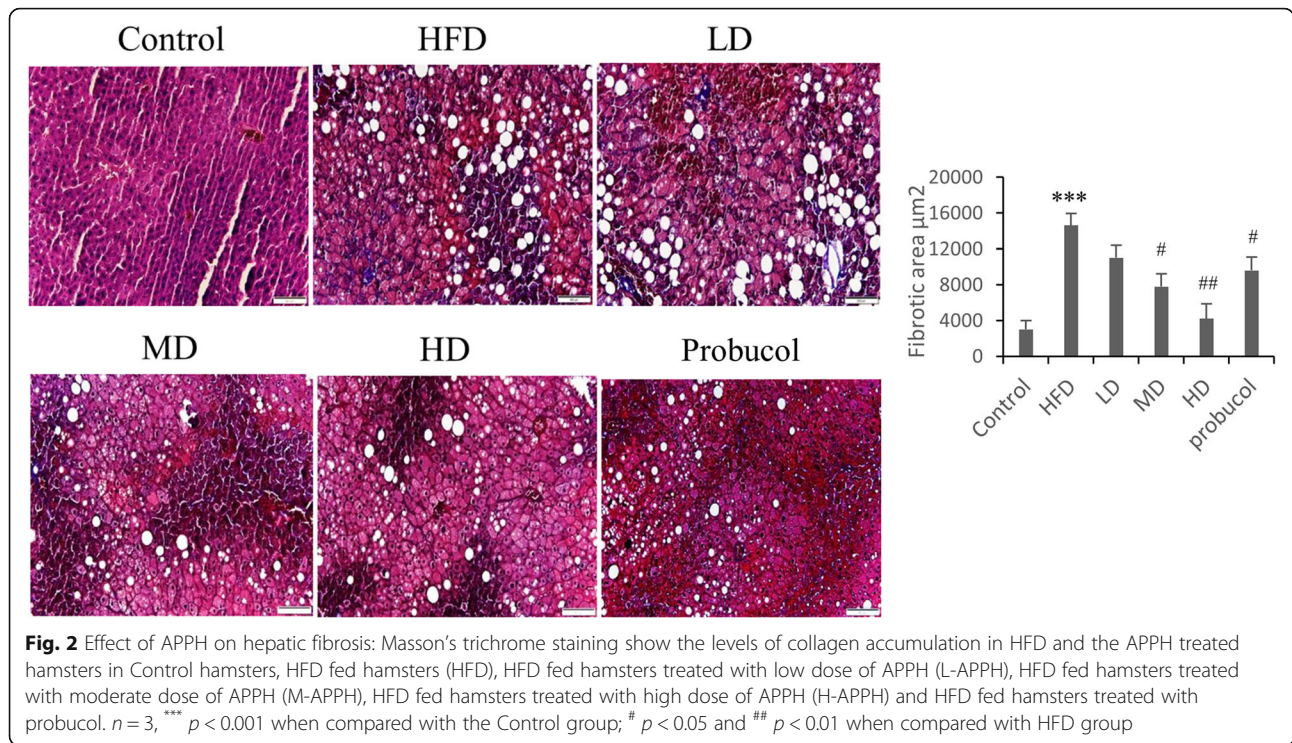 Control
HFD
LD
MD
HD
Probucol
Fibrotic area µm2
20000
16000
12000
8000
4000
0
***
#
##
#
Control
HFD
LD
MD
HD
probucol
Fig. 2 Effect of APPH on hepatic fibrosis: Masson's trichrome staining show the levels of collagen accumulation in HFD and the APPH treated
hamsters in Control hamsters, HFD fed hamsters (HFD), HFD fed hamsters treated with low dose of APPH (L-APPH), HFD fed hamsters treated
with moderate dose of APPH (M-APPH), HFD fed hamsters treated with high dose of APPH (H-APPH) and HFD fed hamsters treated with
probucol. n = 3, *** p < 0.001 when compared with the Control group; # p < 0.05 and ## p < 0.01 when compared with HFD group